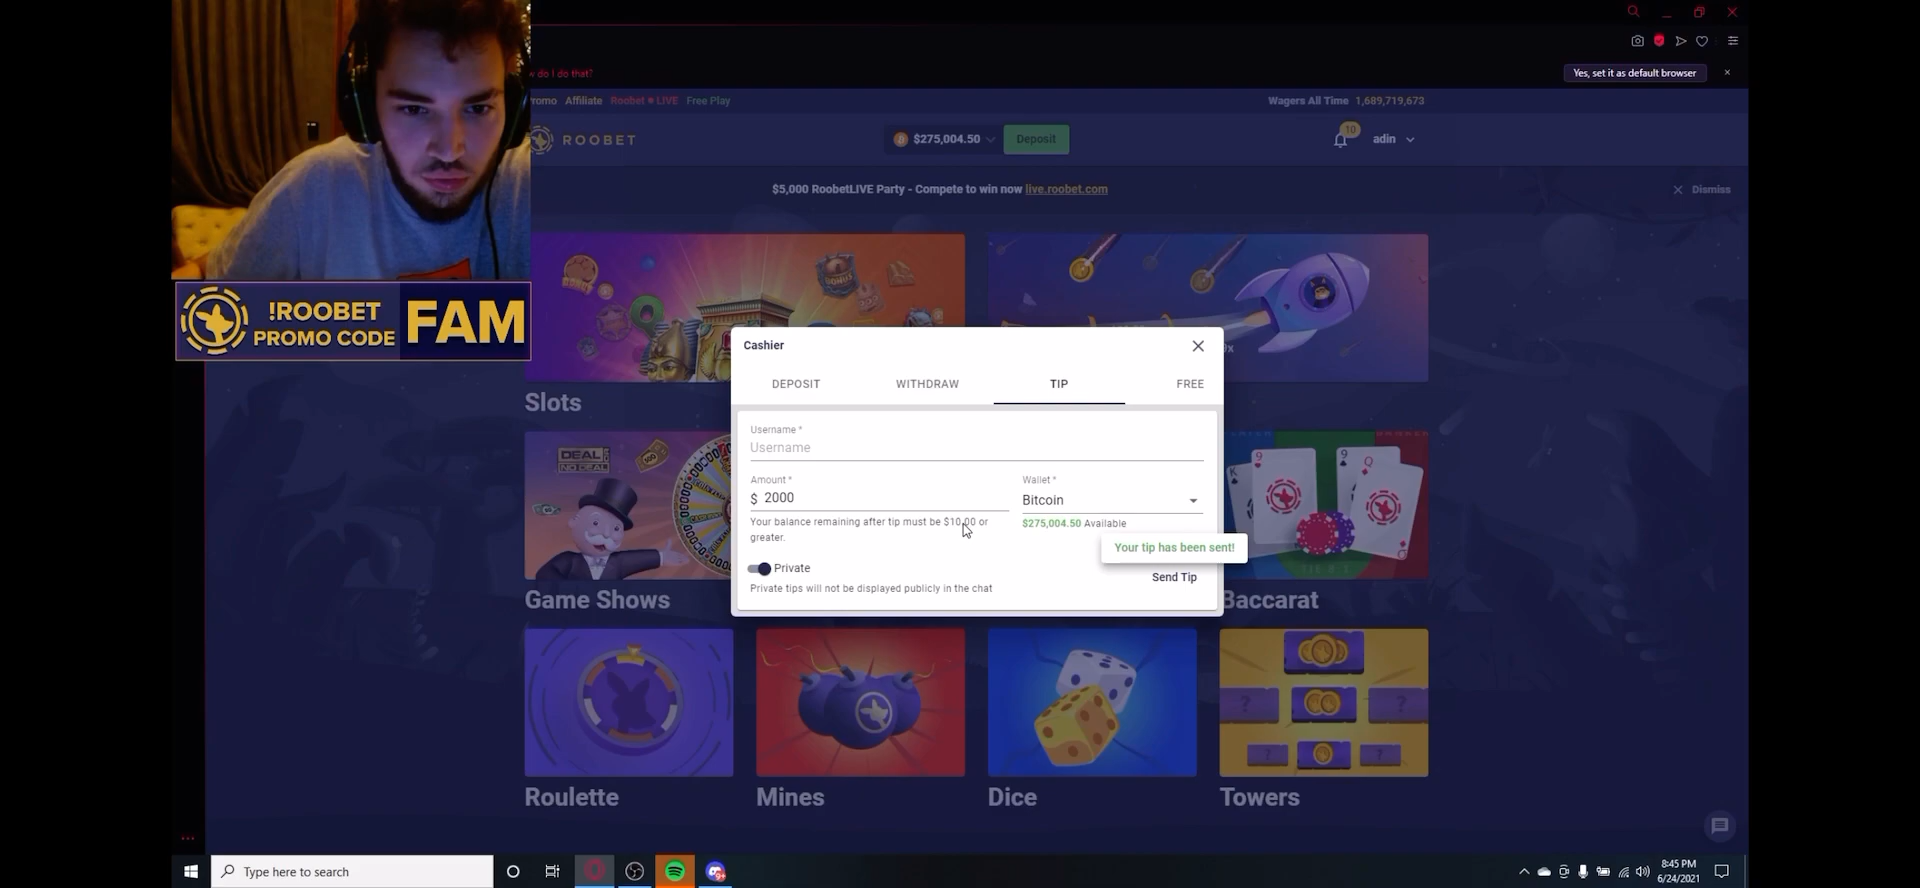 w do I do that?
Yes, set it as default browser
romo Affiliate Roobet LIVE Free Play
Wagers All Time 1,689,719,673
ROOBET
$275,004.50
Deposit
10
adin
$5,000 RoobetLIVE Party - Compete to win now live.roobet.com
Dismiss
!ROOBET
PROMO CODE
FAM
BONUS
Cashier
DEPOSIT
WITHDRAW
TIP
FREE
Username *
Username
Amount *
$ 2000
Wallet *
Bitcoin
Your balance remaining after tip must be $10.00 or
greater.
$275,004.50 Available
Your tip has been sent!
Private
Private tips will not be displayed publicly in the chat
Send Tip
Slots
DEAL
NO DEAL
K
9
9
Q
Game Shows
Baccarat
?
?
?
?
Roulette
Mines
Dice
Towers
Type here to search
9+
8:45 PM
6/24/2021